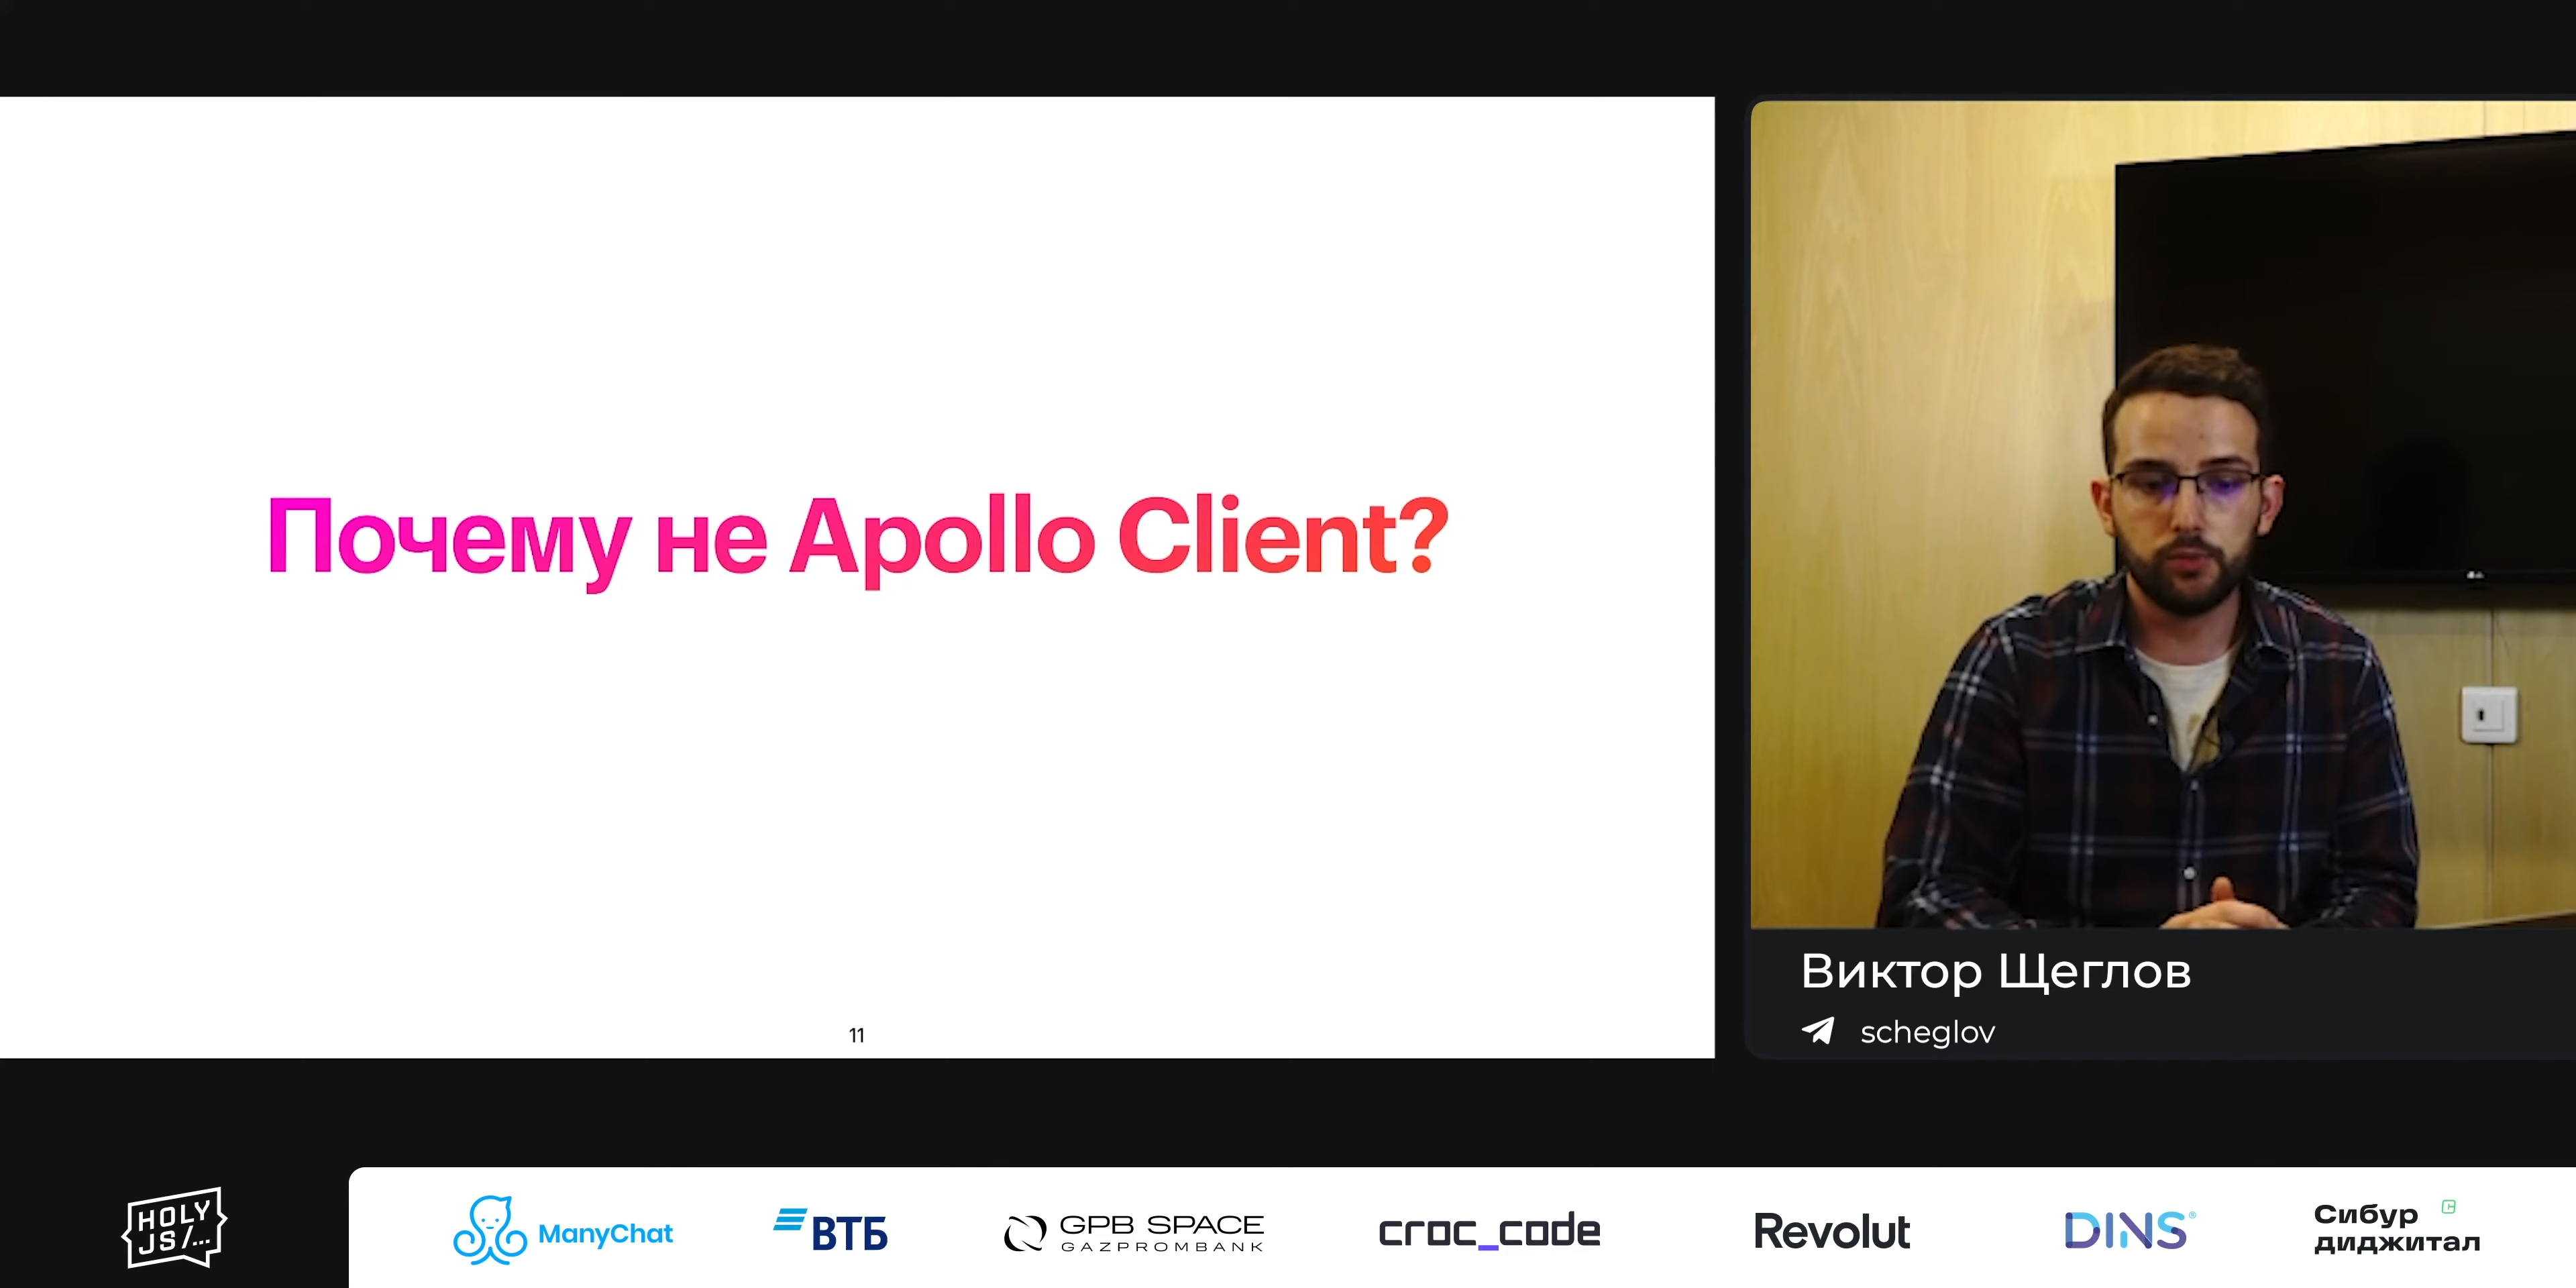 Почему не Apollo Client?
11
Виктор Щеглов
scheglov
HOLY
JS/...
ManyChat
ВТБ
GPB SPACE
GAZPROMBANK
croc_code
Revolut
DINS®
Сибур
диджитал